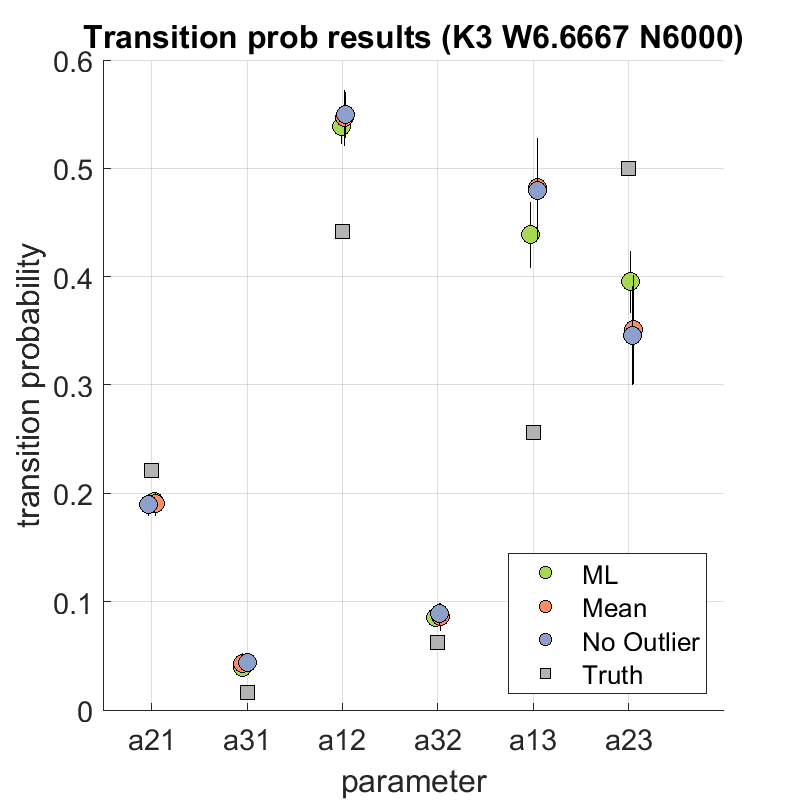 Transition prob results (K3 W6.6667 N6000)
0.6
0.5
0.4
0.3
0.2
0.1
0
transition probability
a21 a31 a12 a32 a13 a23
parameter
ML
Mean
No Outlier
Truth